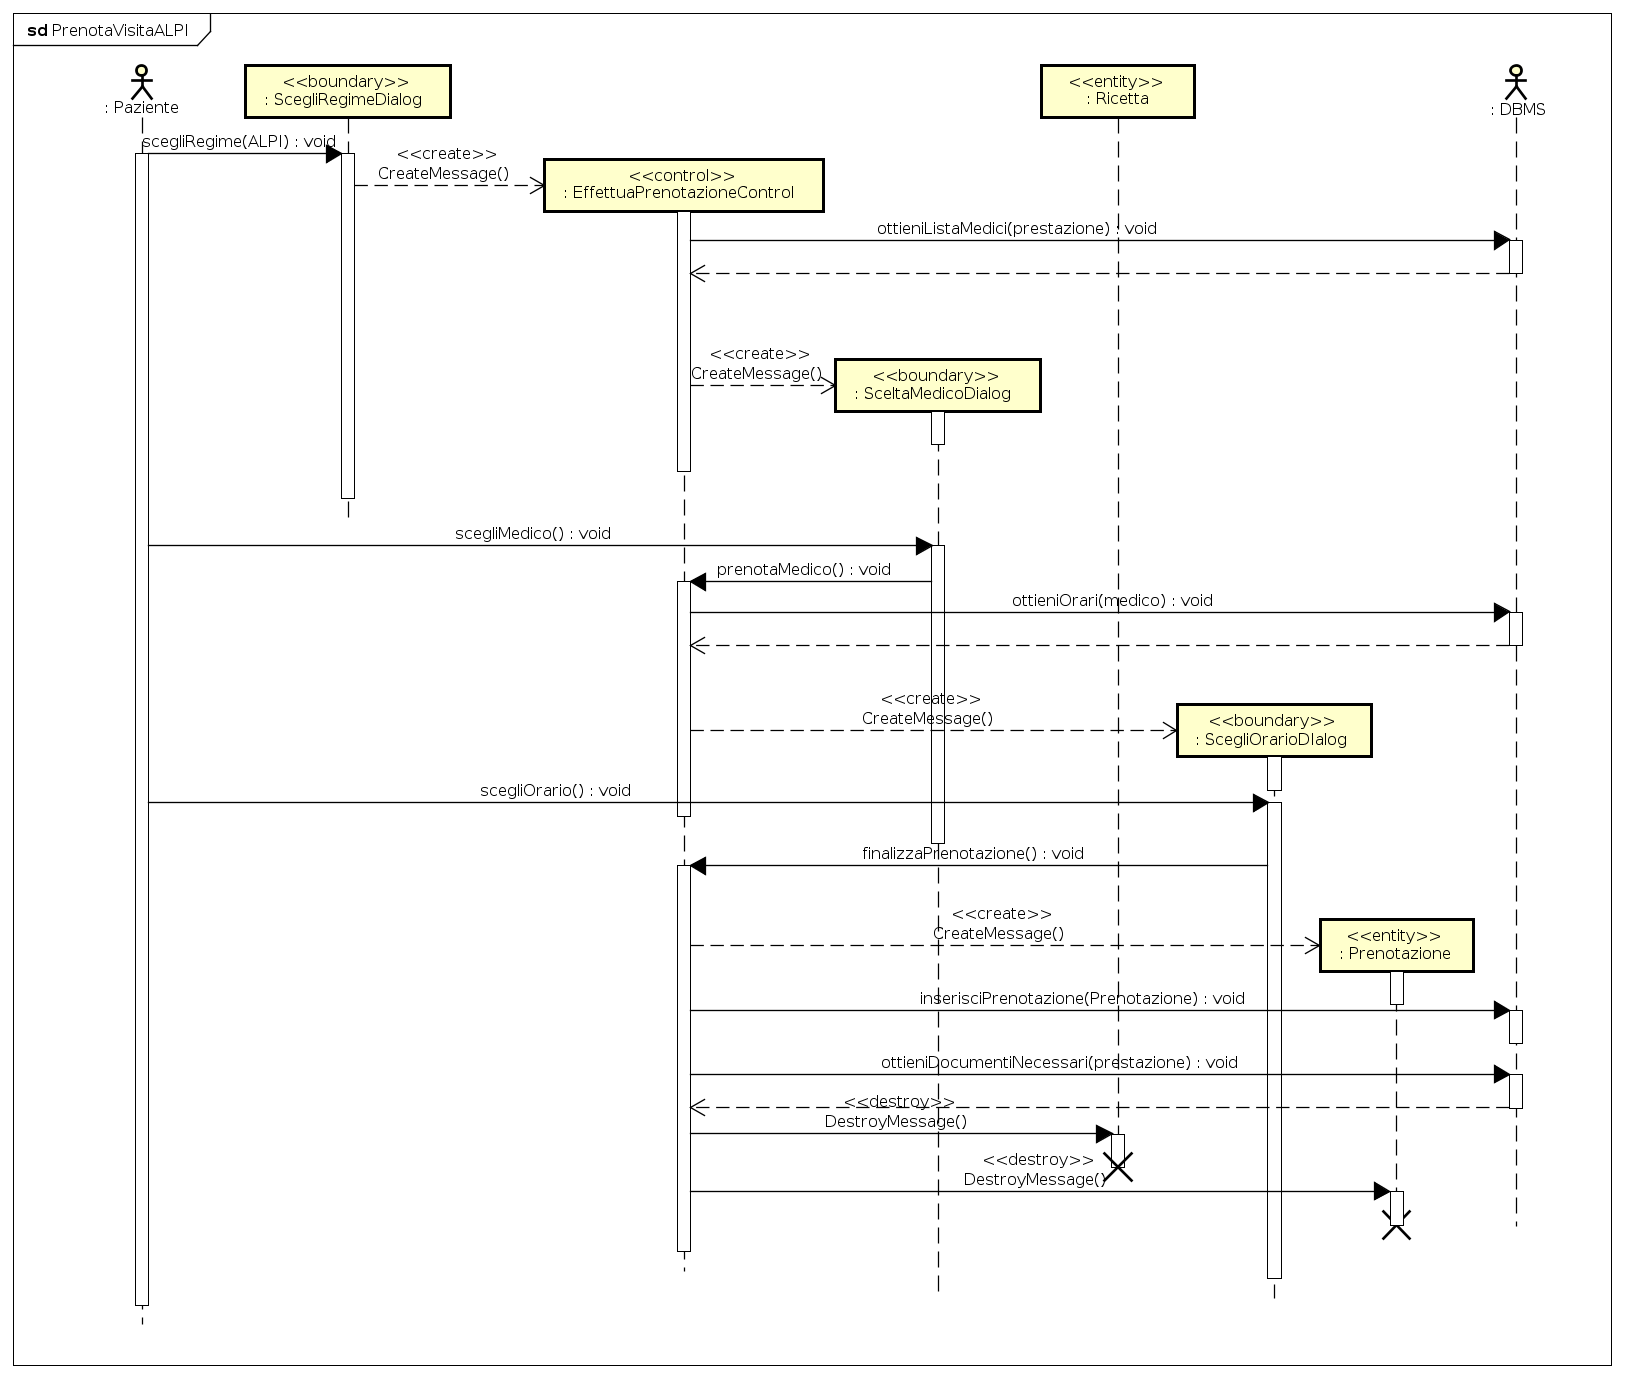 sd PrenotaVisitaALPI
: Paziente
<<boundary>>
: ScegliRegimeDialog
<<entity>>
: Ricetta
: DBMS
scegliRegime(ALPI) : void
<<create>>
CreateMessage()
<<control>>
: EffettuaPrenotazioneControl
ottieniListaMedici(prestazione) : void
<<create>>
CreateMessage()
<<boundary>>
: SceltaMedicoDialog
scegliMedico() : void
prenotaMedico() : void
ottieniOrari(medico) : void
<<create>>
CreateMessage()
<<boundary>>
: ScegliOrarioDIalog
scegliOrario() : void
finalizzaPrenotazione() : void
<<create>>
CreateMessage()
<<entity>>
: Prenotazione
inserisciPrenotazione(Prenotazione) : void
ottieniDocumentiNecessari(prestazione) : void
<<destroy>>
DestroyMessage()
<<destroy>>
DestroyMessage()